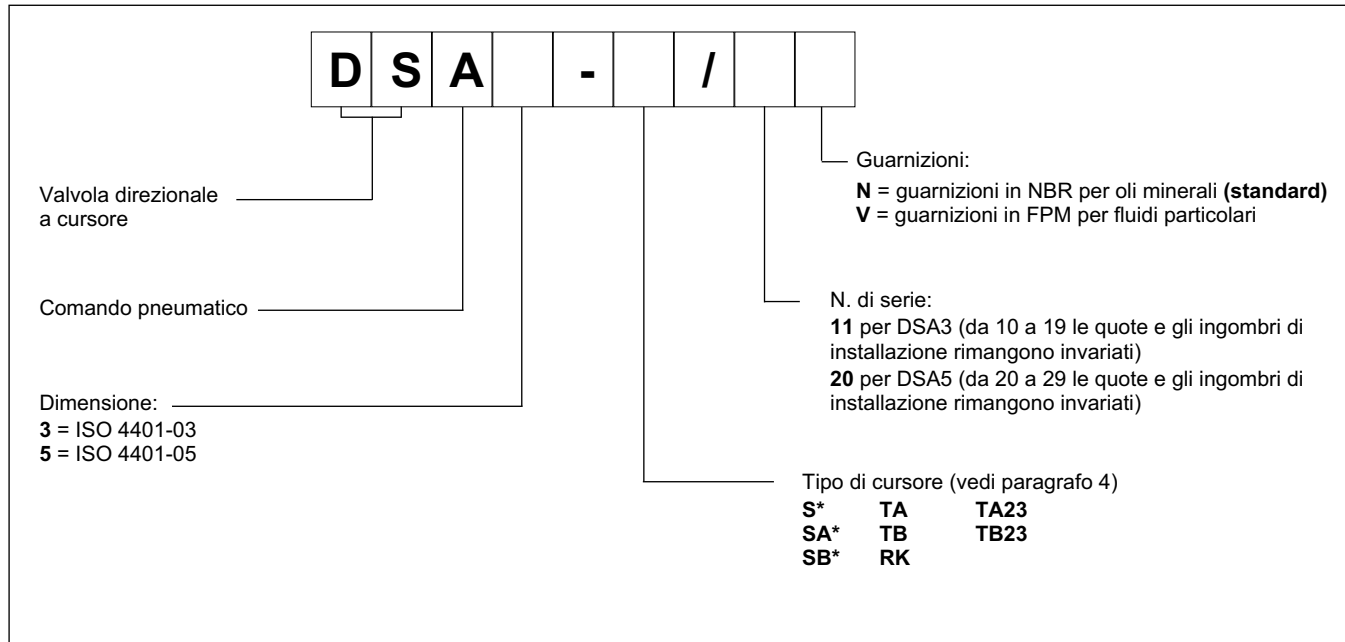 D S A - /
Guarnizioni:
N = guarnizioni in NBR per oli minerali (standard)
V = guarnizioni in FPM per fluidi particolari
Valvola direzionale
a cursore
Comando pneumatico
N. di serie:
11 per DSA3 (da 10 a 19 le quote e gli ingombri di
installazione rimangono invariati)
20 per DSA5 (da 20 a 29 le quote e gli ingombri di
installazione rimangono invariati)
Dimensione:
3 = ISO 4401-03
5 = ISO 4401-05
Tipo di cursore (vedi paragrafo 4)
S* TA TA23
SA* TB TB23
SB* RK